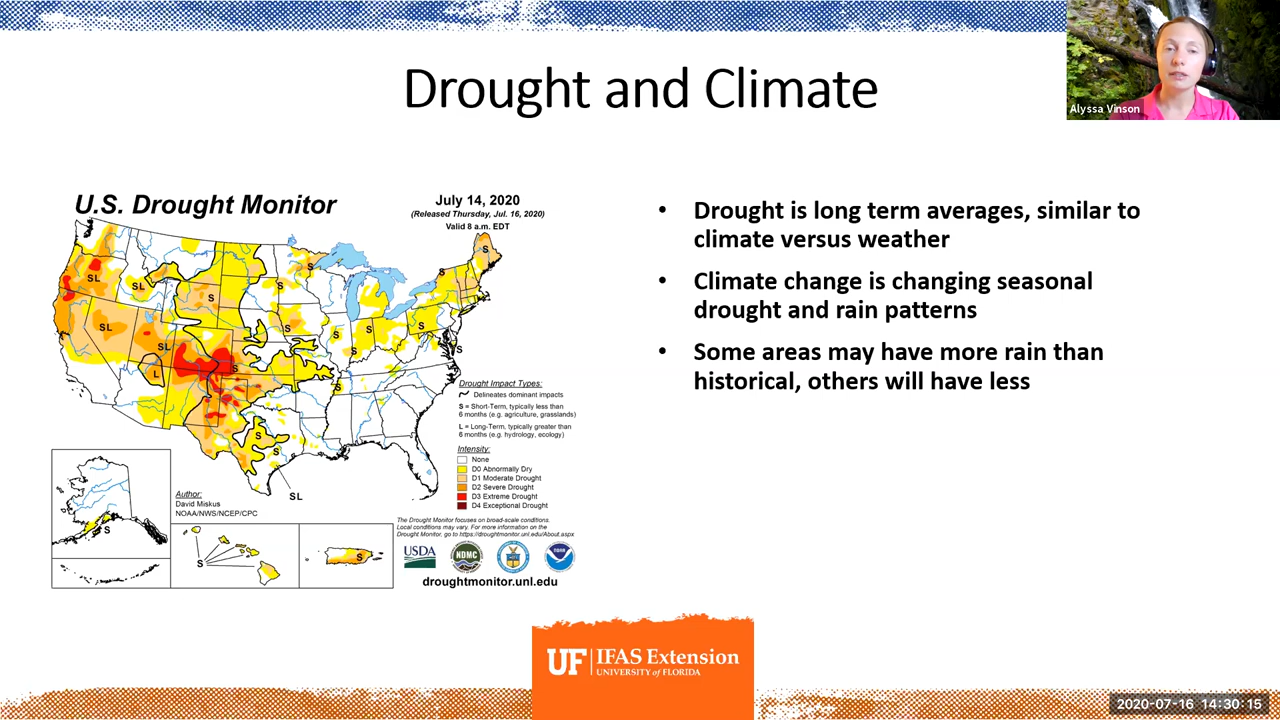 Drought and Climate
Alyssa Vinson
U.S. Drought Monitor
July 14, 2020
(Released Thursday, Jul. 16, 2020)
Valid 8 a.m. EDT
S
S
S
SL
SL
S
S
SL
S
S
S
S
SL
S
S
L
S
S
S
S
SL
Drought Impact Types:
Delineates dominant impacts
S = Short-Term, typically less than
6 months (e.g. agriculture, grasslands)
L = Long-Term, typically greater than
6 months (e.g. hydrology, ecology)
Intensity:
None
D0 Abnormally Dry
D1 Moderate Drought
D2 Severe Drought
D3 Extreme Drought
D4 Exceptional Drought
Author:
David Miskus
NOAA/NWS/NCEP/CPC
S
S
S
The Drought Monitor focuses on broad-scale conditions.
Local conditions may vary. For more information on the
Drought Monitor, go to https://droughtmonitor.unl.edu/About.aspx
USDA
NDMC
NOAA
droughtmonitor.unl.edu
• Drought is long term averages, similar to
climate versus weather
• Climate change is changing seasonal
drought and rain patterns
• Some areas may have more rain than
historical, others will have less
UF IFAS Extension
UNIVERSITY of FLORIDA
2020-07-16 14:30:15